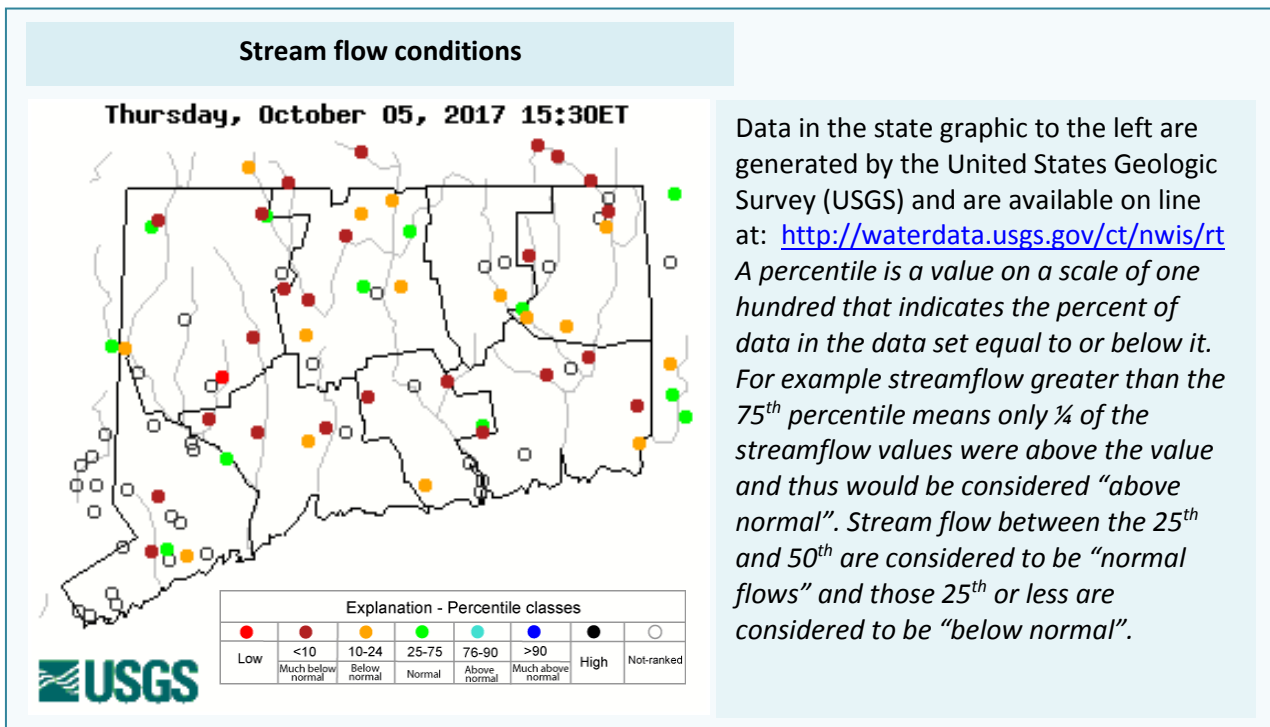 Stream flow conditions
Thursday, October 05, 2017 15:30ET
Data in the state graphic to the left are
generated by the United States Geologic
Survey (USGS) and are available on line
at: http://waterdata.usgs.gov/ct/nwis/rt
A percentile is a value on a scale of one
hundred that indicates the percent of
data in the data set equal to or below it.
For example streamflow greater than the
75th percentile means only ¼ of the
streamflow values were above the value
and thus would be considered “above
normal”. Stream flow between the 25th
and 50th are considered to be “normal
flows” and those 25th or less are
considered to be “below normal”.
Explanation - Percentile classes
Low <10 10-24 25-75 76-90 >90 High Not-ranked
Much below normal Below normal Normal Above normal Much above normal
USGS